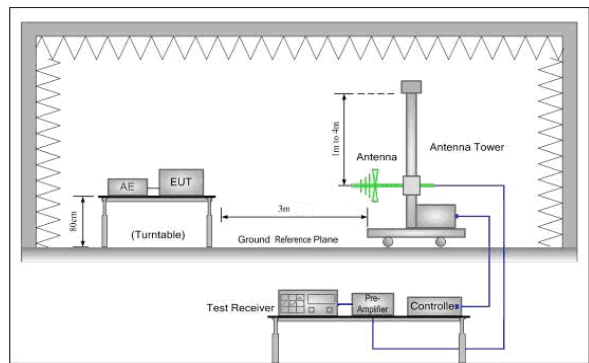 1m to 4m
Antenna
Antenna Tower
AE
EUT
3m
80cm
(Turntable)
Ground Reference Plane
Test Receiver
Pre-
Amplifier
Controller